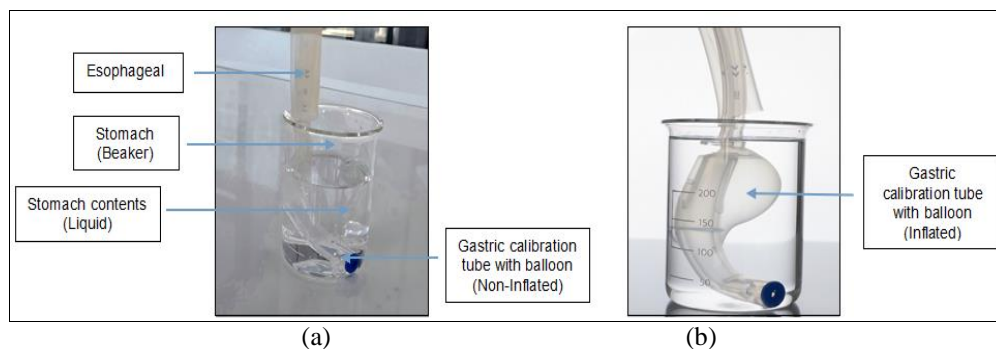 Esophageal
Stomach
(Beaker)
Stomach contents
(Liquid)
Gastric calibration
tube with balloon
(Non-Inflated)
200
150
100
50
Gastric
calibration tube
with balloon
(Inflated)
(a)
(b)